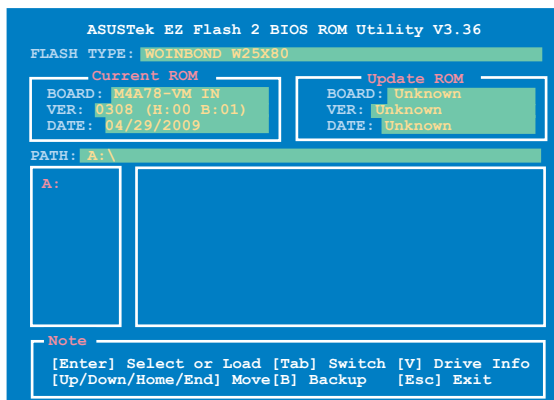 ASUSTek EZ Flash 2 BIOS ROM Utility V3.36
FLASH TYPE: WOINBOND W25X80
Current ROM
BOARD: M4A78-VM IN
VER: 0308 (H:00 B:01)
DATE: 04/29/2009
Update ROM
BOARD: Unknown
VER: Unknown
DATE: Unknown
PATH: A:\
A:
Note
[Enter] Select or Load [Tab] Switch [V] Drive Info
[Up/Down/Home/End] Move[B] Backup [Esc] Exit